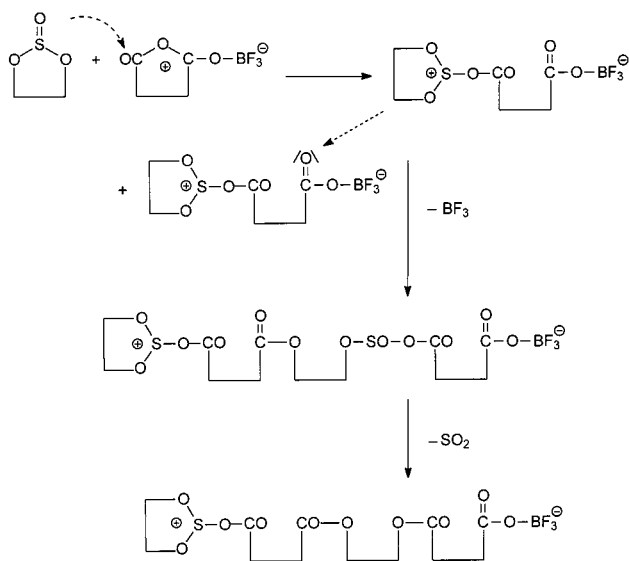 O
O S O + OC O ⊕ C–O–BF₃⊖
O
O S–O–CO C–O–BF₃⊖
⊕
O
(O)
+ O S–O–CO C–O–BF₃⊖
⊕
O
– BF₃
O O
O S–O–CO C–O O–SO–O–CO C–O–BF₃⊖
⊕
O
–SO₂
O
O S–O–CO CO–O O–CO C–O–BF₃⊖
⊕
O